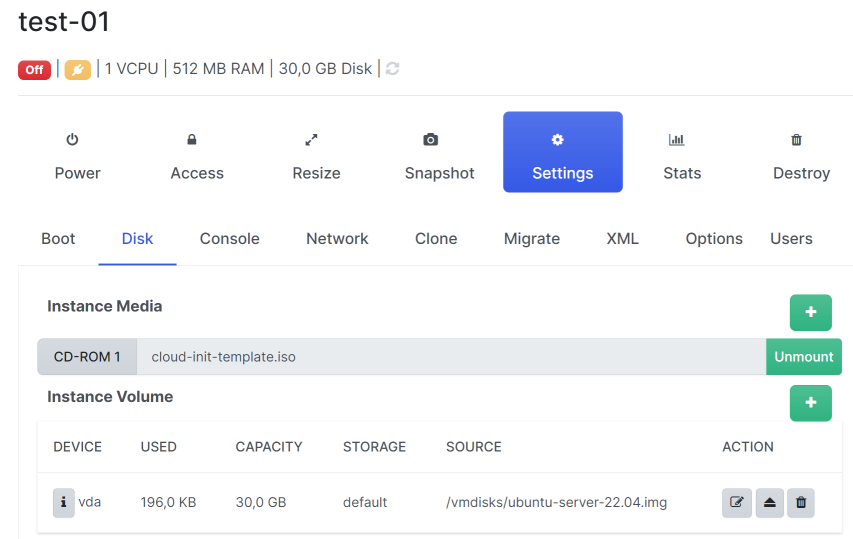 test-01
Off | | 1 VCPU | 512 MB RAM | 30,0 GB Disk |
Power Access Resize Snapshot Settings Stats Destroy
Boot Disk Console Network Clone Migrate XML Options Users
Instance Media
+
CD-ROM 1 cloud-init-template.iso Unmount
Instance Volume
+
DEVICE USED CAPACITY STORAGE SOURCE ACTION
i vda 196,0 KB 30,0 GB default /vmdisks/ubuntu-server-22.04.img